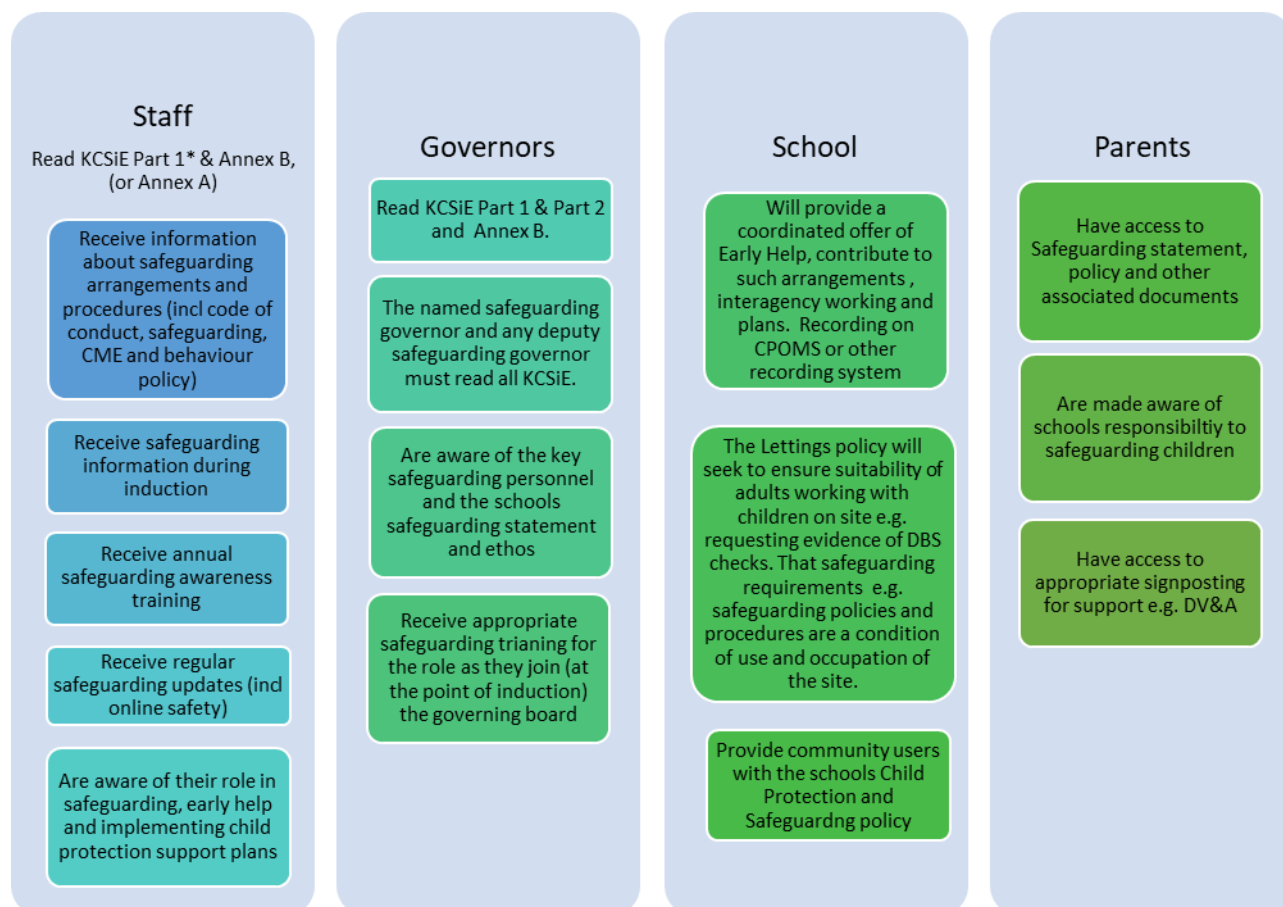 Staff
Read KCSiE Part 1* & Annex B,
(or Annex A)
Receive information
about safeguarding
arrangements and
procedures (incl code of
conduct, safeguarding,
CME and behaviour
policy)
Receive safeguarding
information during
induction
Receive annual
safeguarding awareness
training
Receive regular
safeguarding updates (incl
online safety)
Are aware of their role in
safeguarding, early help
and implementing child
protection support plans
Governors
Read KCSiE Part 1 & Part 2
and Annex B.
The named safeguarding
governor and any deputy
safeguarding governor
must read all KCSiE.
Are aware of the key
safeguarding personnel
and the schools
safeguarding statement
and ethos
Receive appropriate
safeguarding trianing for
the role as they join (at
the point of induction)
the governing board
School
Will provide a
coordinated offer of
Early Help, contribute to
such arrangements ,
interagency working and
plans. Recording on
CPOMS or other
recording system
The Lettings policy will
seek to ensure suitability of
adults working with
children on site e.g.
requesting evidence of DBS
checks. That safeguarding
requirements e.g.
safeguarding policies and
procedures are a condition
of use and occupation of
the site.
Provide community users
with the schools Child
Protection and
Safeguardng policy
Parents
Have access to
Safeguarding statement,
policy and other
associated documents
Are made aware of
schools responsibiltiy to
safeguarding children
Have access to
appropriate signposting
for support e.g. DV&A